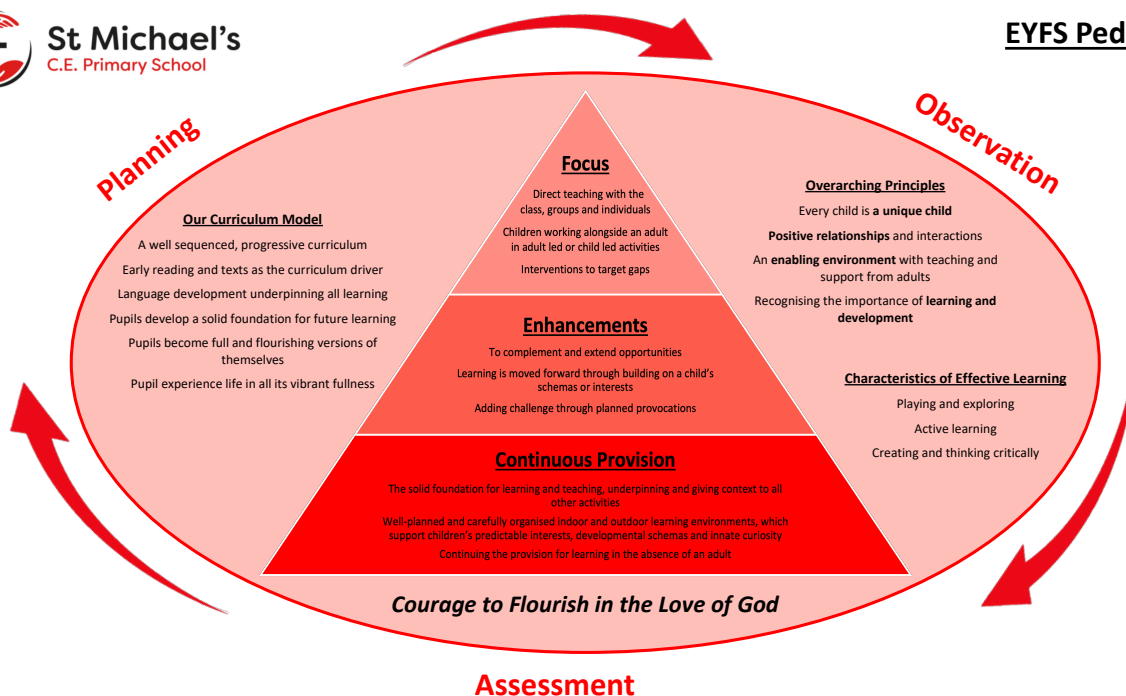 St Michael's
C.E. Primary School
EYFS Ped
Planning
Observation
Our Curriculum Model
A well sequenced, progressive curriculum
Early reading and texts as the curriculum driver
Language development underpinning all learning
Pupils develop a solid foundation for future learning
Pupils become full and flourishing versions of
themselves
Pupil experience life in all its vibrant fullness
Focus
Direct teaching with the
class, groups and individuals
Children working alongside an adult
in adult led or child led activities
Interventions to target gaps
Enhancements
To complement and extend opportunities
Learning is moved forward through building on a child's
schemas or interests
Adding challenge through planned provocations
Continuous Provision
The solid foundation for learning and teaching, underpinning and giving context to all
other activities
Well-planned and carefully organised indoor and outdoor learning environments, which
support children's predictable interests, developmental schemas and innate curiosity
Continuing the provision for learning in the absence of an adult
Overarching Principles
Every child is a unique child
Positive relationships and interactions
An enabling environment with teaching and
support from adults
Recognising the importance of learning and
development
Characteristics of Effective Learning
Playing and exploring
Active learning
Creating and thinking critically
Courage to Flourish in the Love of God
Assessment